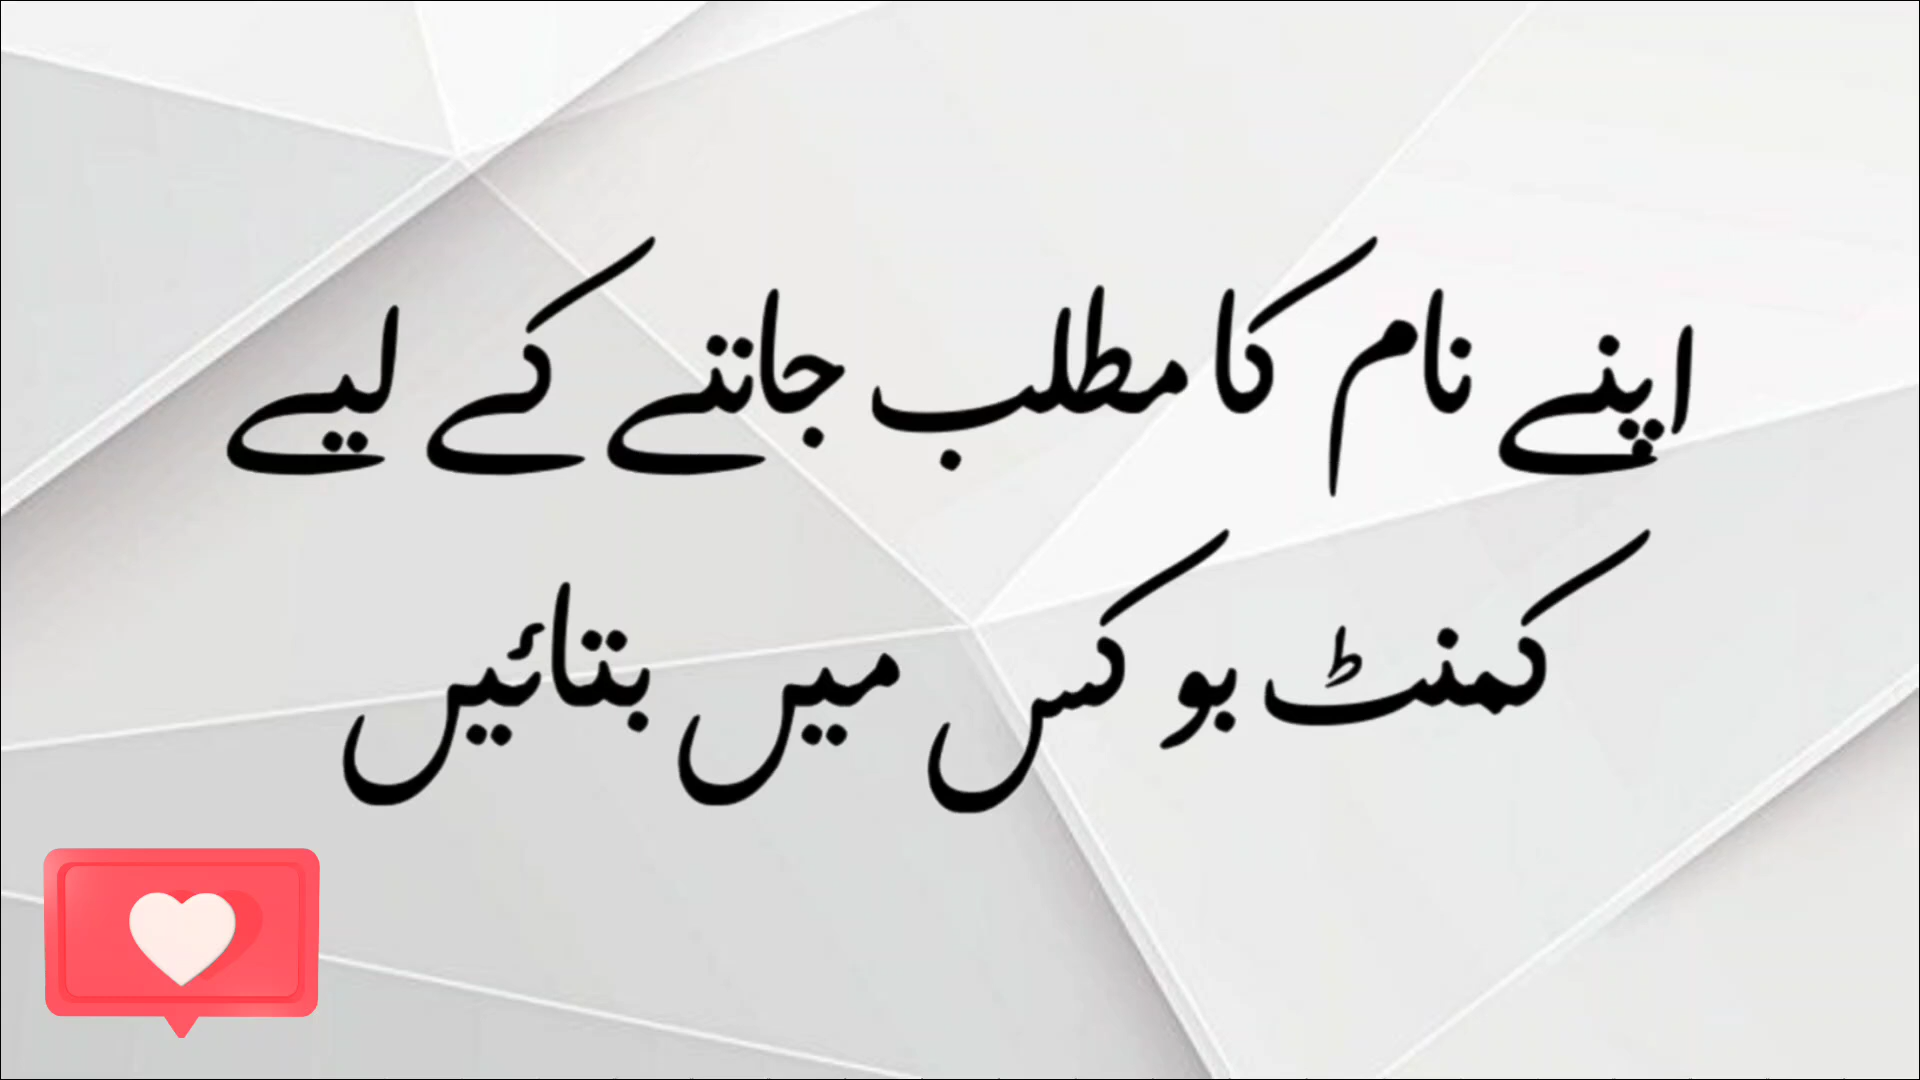 اپنے نام کا مطلب جاننے کے لیے
کمنٹ بوکس میں بتائیں